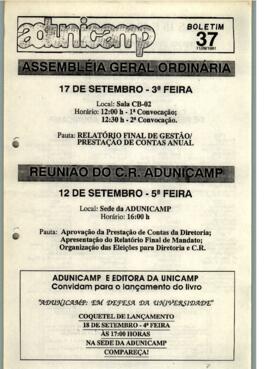 adunicamp
BOLETIM
37
ASSEMBLÉIA GERAL ORDINÁRIA
17 DE SETEMBRO - 3ª FEIRA
Local: Sala CB-02
Horário: 12:00 h - 1ª Convocação;
12:30 h - 2ª Convocação.
Pauta: RELATÓRIO FINAL DE GESTÃO/
PRESTAÇÃO DE CONTAS ANUAL
REUNIAO DO C.R. ADUNICAMP
12 DE SETEMBRO - 5ª FEIRA
Local: Sede da ADUNICAMP
Horário: 16:00 h
Pauta: Aprovação da Prestação de Contas da Diretoria;
Apresentação do Relatório Final de Mandato;
Organização das Eleições para Diretoria e C.R.
ADUNICAMP E EDITORA DA UNICAMP
Convidam para o lançamento do livro
"ADUNICAMP: EM DEFESA DA UNIVERSIDADE"
COQUETEL DE LANÇAMENTO
18 DE SETEMBRO - 4ª FEIRA
ÀS 17:00 HORAS
NA SEDE DA ADUNICAMP
COMPAREÇA!